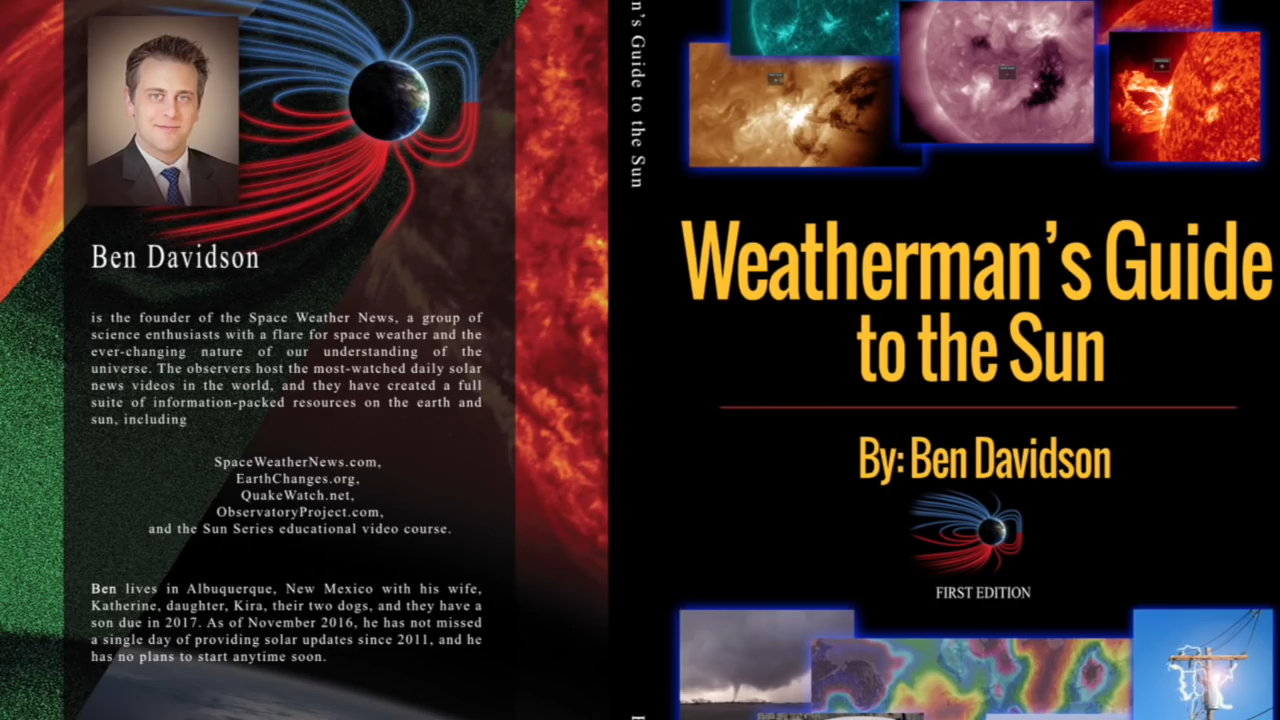 Ben Davidson
is the founder of the Space Weather News, a group of
science enthusiasts with a flare for space weather and the
ever-changing nature of our understanding of the
universe. The observers host the most-watched daily solar
news videos in the world, and they have created a full
suite of information-packed resources on the earth and
sun, including
SpaceWeatherNews.com,
EarthChanges.org,
QuakeWatch.net,
ObservatoryProject.com,
and the Sun Series educational video course.
Ben lives in Albuquerque, New Mexico with his wife,
Katherine, daughter, Kira, their two dogs, and they have a
son due in 2017. As of November 2016, he has not missed
a single day of providing solar updates since 2011, and he
has no plans to start anytime soon.
n's Guide to the Sun
Weatherman's Guide
to the Sun
By: Ben Davidson
FIRST EDITION